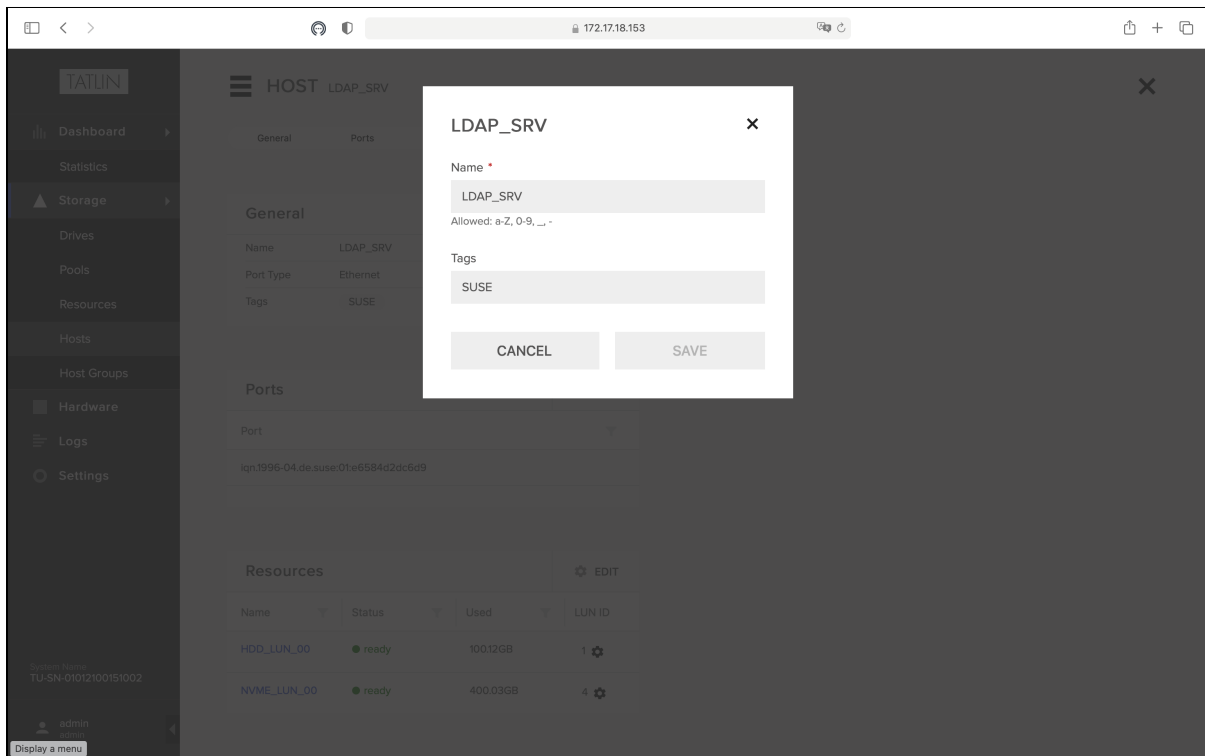 172.17.18.153
TATLIN
HOST LDAP_SRV
Dashboard
Statistics
Storage
Drives
Pools
Resources
Hosts
Host Groups
Hardware
Logs
Settings
System Name
TU-SN-01012100151002
admin
admin
Display a menu
General Ports
General
Name LDAP_SRV
Port Type Ethernet
Tags SUSE
Ports
Port
iqn.1996-04.de.suse:01:e6584d2dc6d9
Resources EDIT
Name Status Used LUN ID
HDD_LUN_00 ready 100.12GB 1
NVME_LUN_00 ready 400.03GB 4
LDAP_SRV
Name *
LDAP_SRV
Allowed: a-Z, 0-9, _, -
Tags
SUSE
CANCEL SAVE